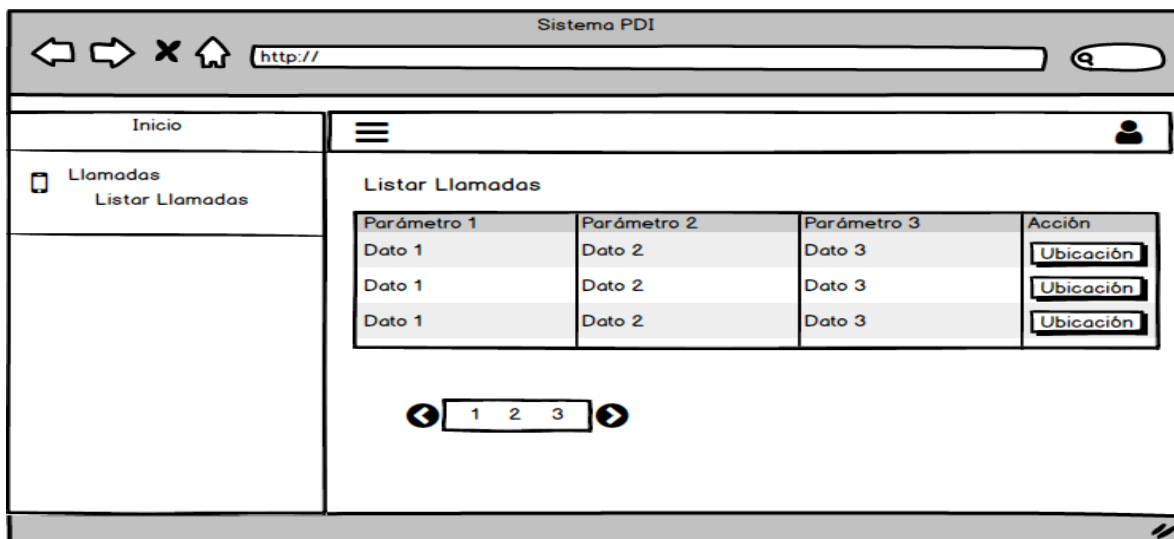 Sistema PDI
http://
Inicio
Llamadas
Listar Llamadas
Listar Llamadas
Parámetro 1 Parámetro 2 Parámetro 3 Acción
Dato 1 Dato 2 Dato 3 Ubicación
Dato 1 Dato 2 Dato 3 Ubicación
Dato 1 Dato 2 Dato 3 Ubicación
1 2 3